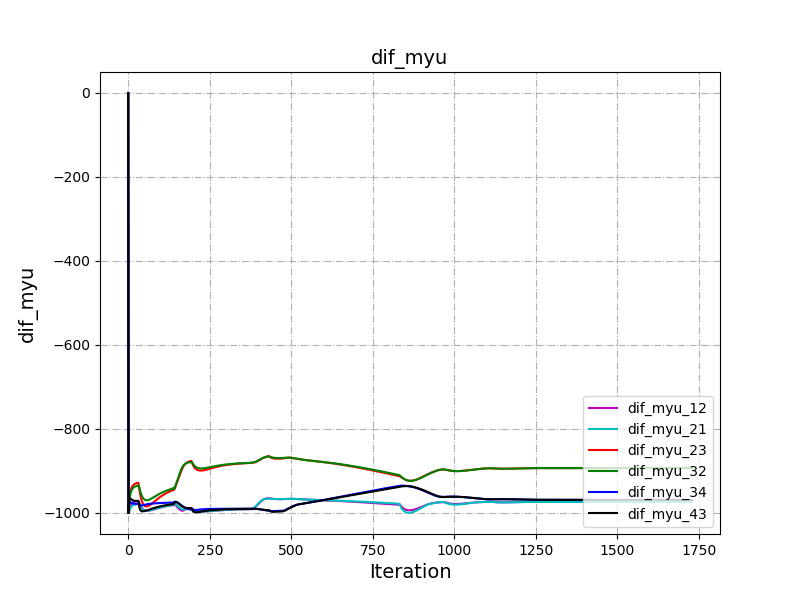 dif_myu
0
−200
−400
−600
−800
−1000
dif_myu
0
250
500
750
1000
1250
1500
1750
Iteration
dif_myu_12
dif_myu_21
dif_myu_23
dif_myu_32
dif_myu_34
dif_myu_43